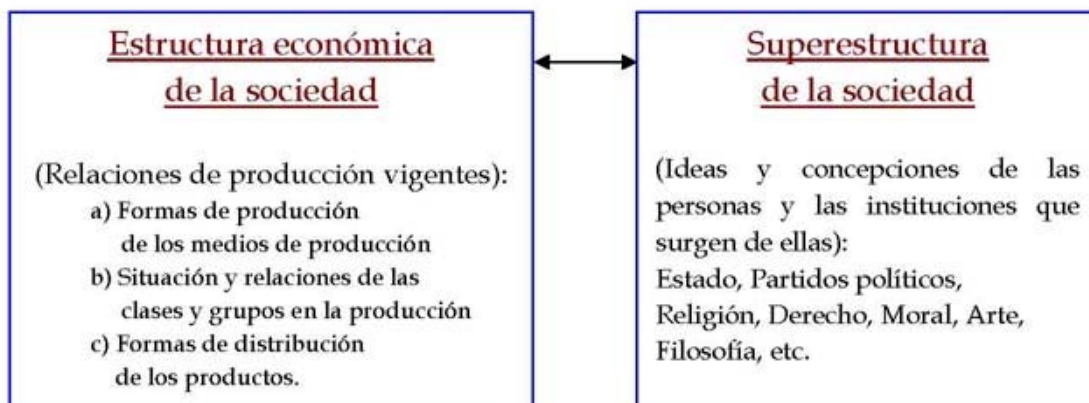 Estructura económica
de la sociedad
(Relaciones de producción vigentes):
a) Formas de producción
de los medios de producción
b) Situación y relaciones de las
clases y grupos en la producción
c) Formas de distribución
de los productos.
Superestructura
de la sociedad
(Ideas y concepciones de las
personas y las instituciones que
surgen de ellas):
Estado, Partidos políticos,
Religión, Derecho, Moral, Arte,
Filosofía, etc.